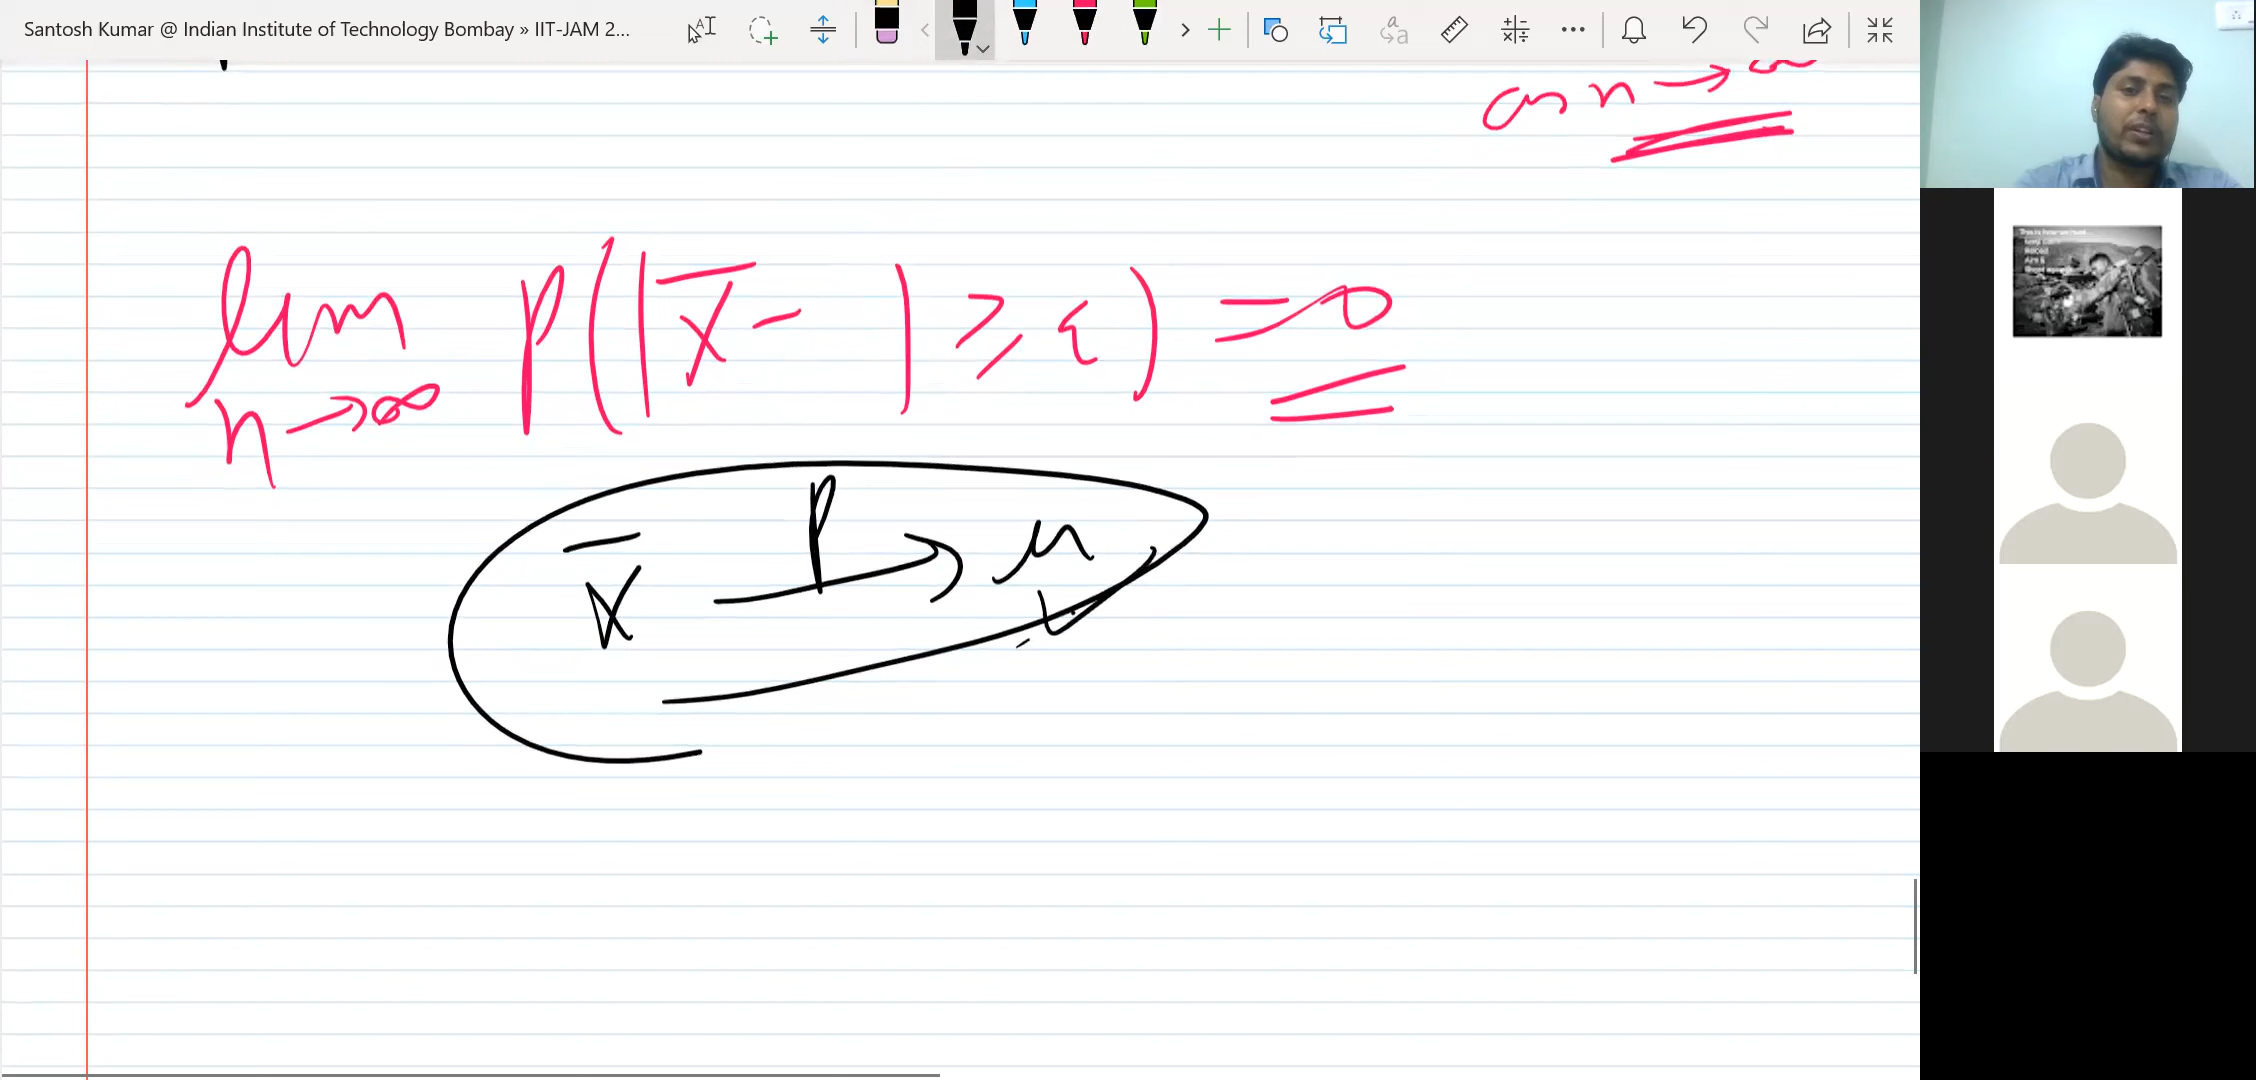 Santosh Kumar @ Indian Institute of Technology Bombay » IIT-JAM 2...
as n →
lim P(|X̄ - | ≥ ε) = 0
n → ∞
X̄ P→ μ